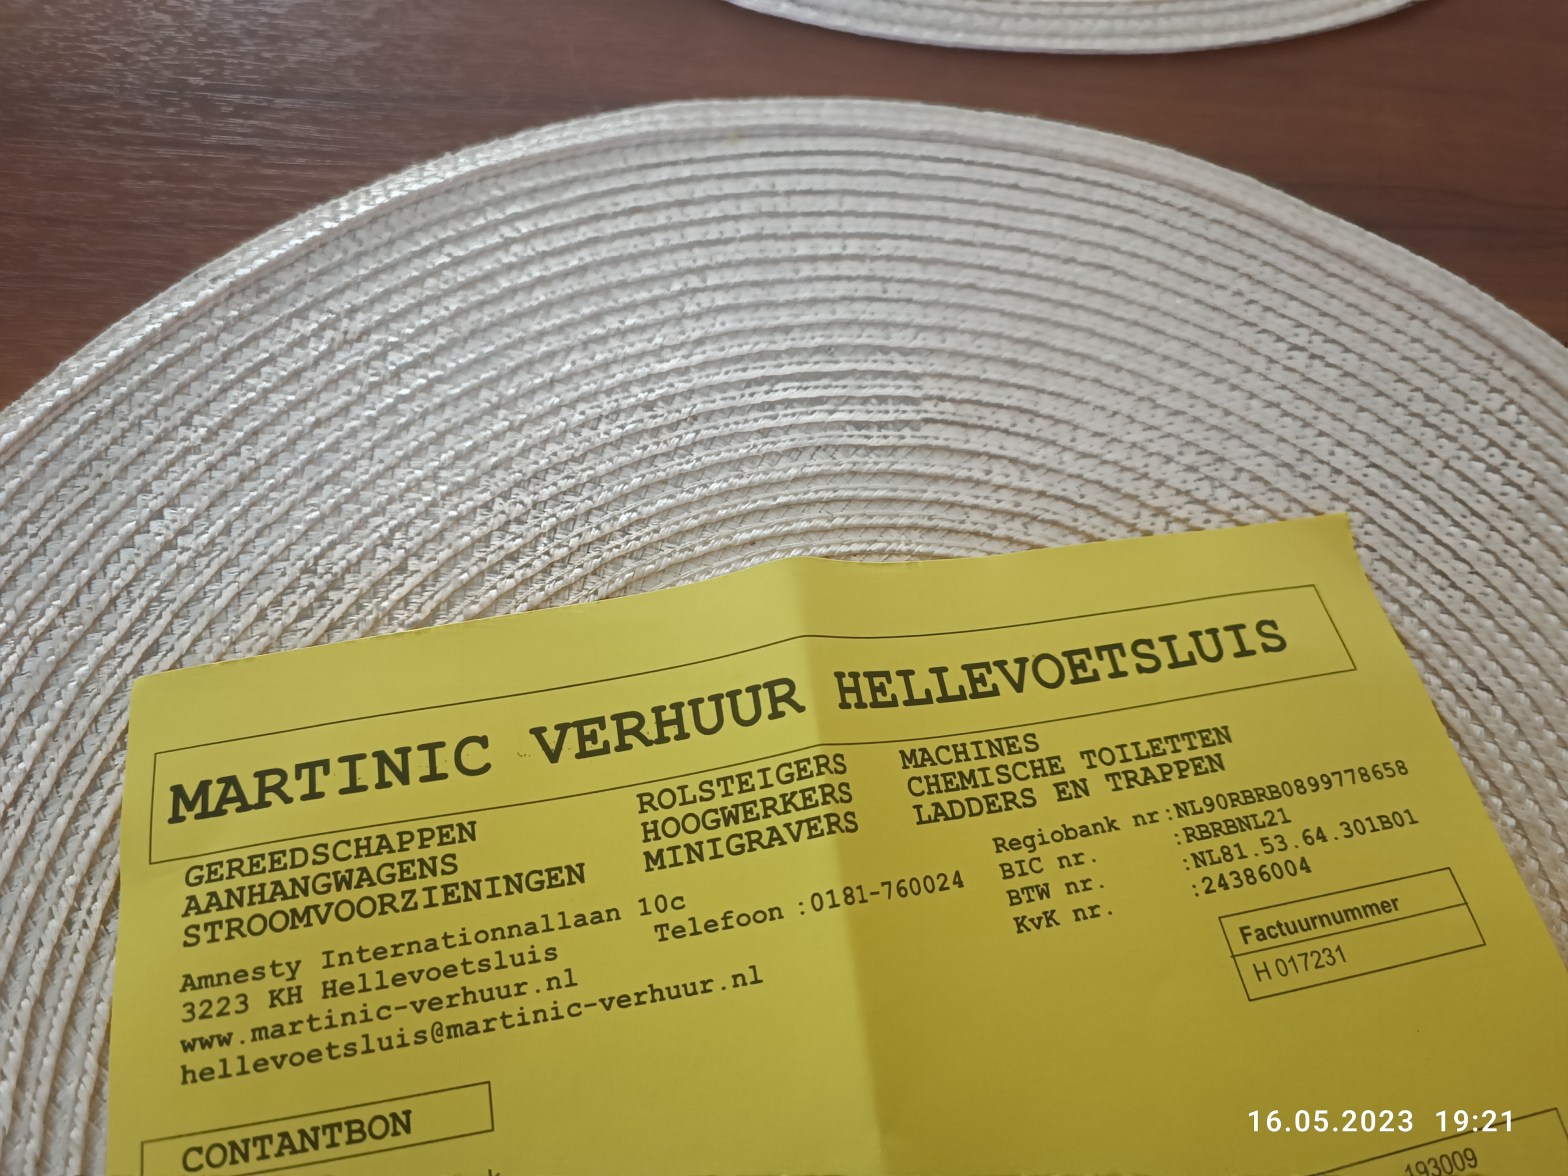 MARTINIC VERHUUR HELLEVOETSLUIS
GEREEDSCHAPPEN
AANHANGWAGENS
STROOMVOORZIENINGEN
ROLSTEIGERS
HOOGWERKERS
MINIGRAVERS
MACHINES
CHEMISCHE TOILETTEN
LADDERS EN TRAPPEN
Amnesty Internationnallaan 10c
3223 KH Hellevoetsluis
www.martinic-verhuur.nl
hellevoetsluis@martinic-verhuur.nl
Telefoon :0181-760024
Regiobank nr:NL90RBRB0899778658
BIC nr. :RBRBNL21
BTW nr. :NL81.53.64.301B01
KvK nr. :24386004
Factuurnummer
H 017231
CONTANTBON
193009
16.05.2023 19:21